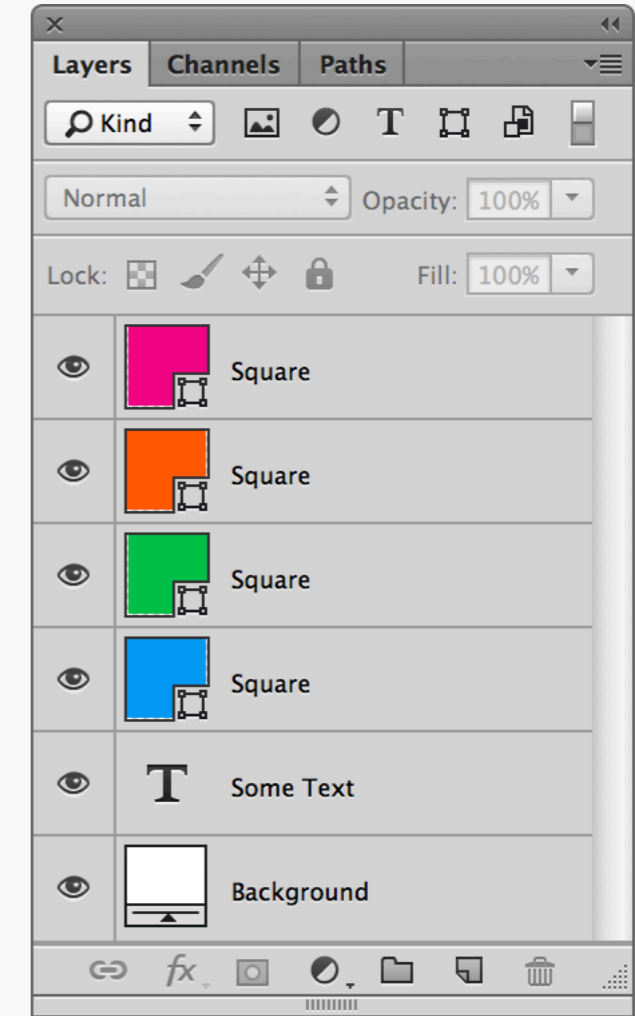 Layers Channels Paths
Kind T
Normal Opacity: 100%
Lock: Fill: 100%
Square
Square
Square
Square
T Some Text
Background
fx